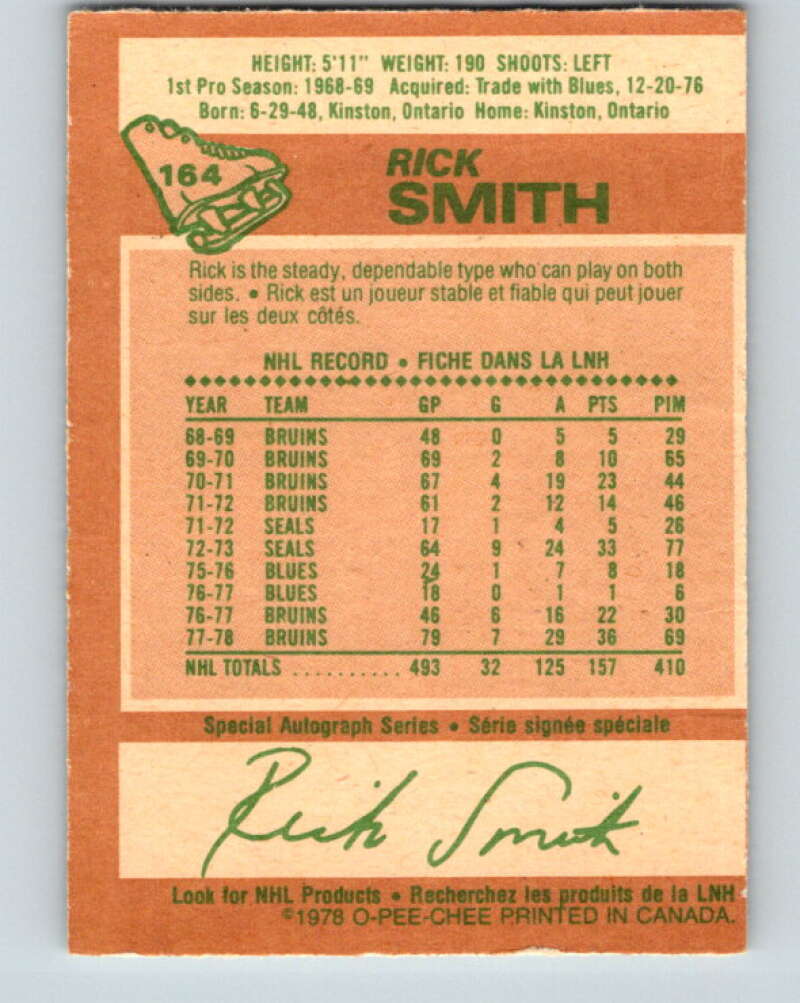 HEIGHT: 5'11" WEIGHT: 190 SHOOTS: LEFT
1st Pro Season: 1968-69 Acquired: Trade with Blues, 12-20-76
Born: 6-29-48, Kinston, Ontario Home: Kinston, Ontario
164
RICK
SMITH
Rick is the steady, dependable type who can play on both
sides. • Rick est un joueur stable et fiable qui peut jouer
sur les deux côtés.
NHL RECORD • FICHE DANS LA LNH
YEAR TEAM GP G A PTS PIM
68-69 BRUINS 48 0 5 5 29
69-70 BRUINS 69 2 8 10 65
70-71 BRUINS 67 4 19 23 44
71-72 BRUINS 61 2 12 14 46
71-72 SEALS 17 1 4 5 26
72-73 SEALS 64 9 24 33 77
75-76 BLUES 24 1 7 8 18
76-77 BLUES 18 0 1 1 6
76-77 BRUINS 46 6 16 22 30
77-78 BRUINS 79 7 29 36 69
NHL TOTALS .......... 493 32 125 157 410
Special Autograph Series • Série signée spéciale
Rick Smith
Look for NHL Products • Recherchez les produits de la LNH
©1978 O-PEE-CHEE PRINTED IN CANADA.